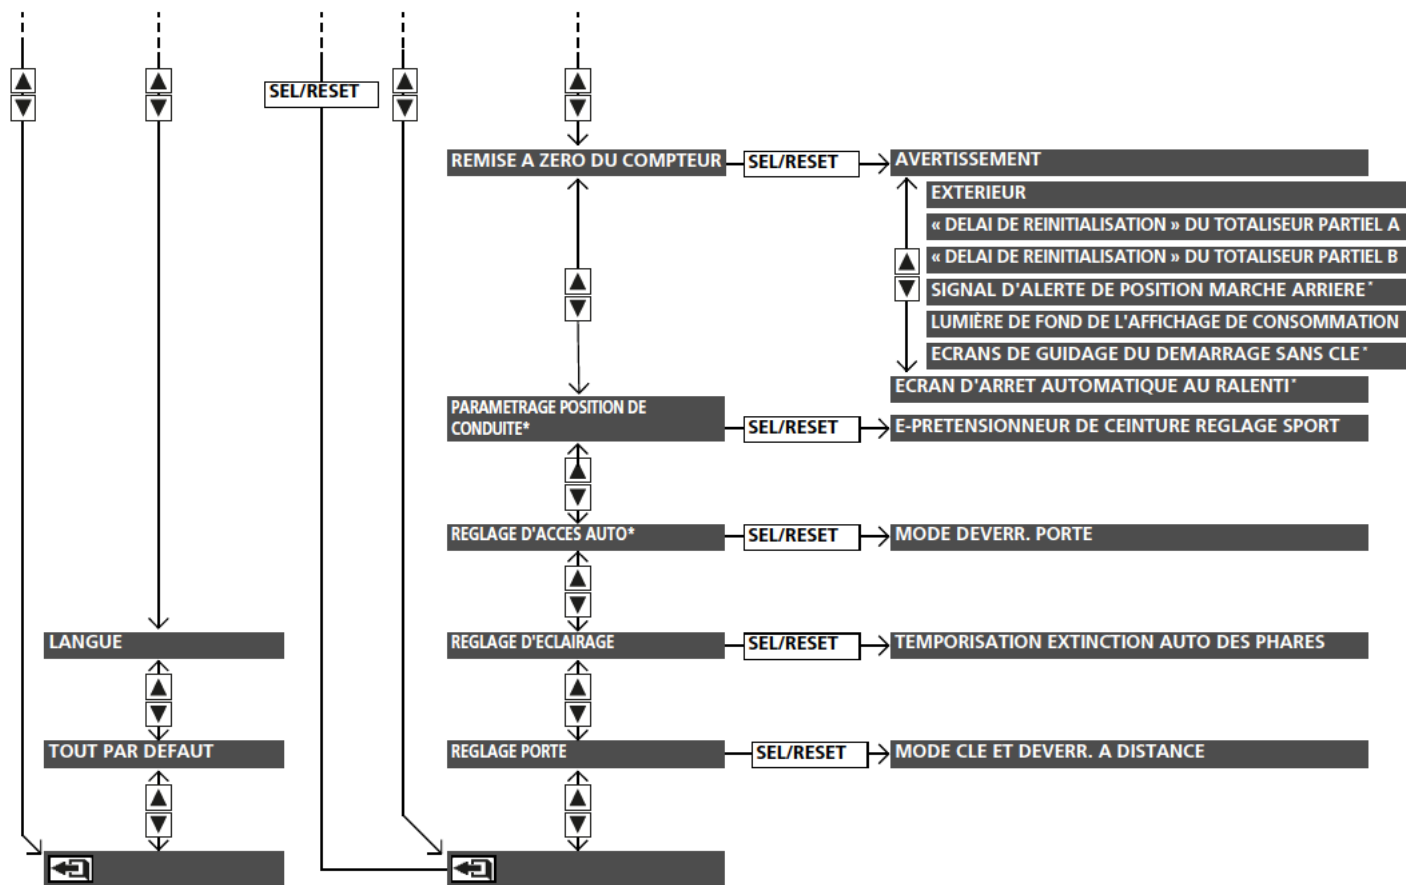 SEL/RESET
REMISE A ZERO DU COMPTEUR
SEL/RESET
AVERTISSEMENT
EXTERIEUR
« DELAI DE REINITIALISATION » DU TOTALISEUR PARTIEL A
« DELAI DE REINITIALISATION » DU TOTALISEUR PARTIEL B
SIGNAL D'ALERTE DE POSITION MARCHE ARRIERE*
LUMIÈRE DE FOND DE L'AFFICHAGE DE CONSOMMATION
ECRANS DE GUIDAGE DU DEMARRAGE SANS CLE*
ECRAN D'ARRET AUTOMATIQUE AU RALENTI*
PARAMETRAGE POSITION DE
CONDUITE*
SEL/RESET
E-PRETENSIONNEUR DE CEINTURE REGLAGE SPORT
REGLAGE D'ACCES AUTO*
SEL/RESET
MODE DEVERR. PORTE
LANGUE
REGLAGE D'ECLAIRAGE
SEL/RESET
TEMPORISATION EXTINCTION AUTO DES PHARES
TOUT PAR DEFAUT
REGLAGE PORTE
SEL/RESET
MODE CLE ET DEVERR. A DISTANCE